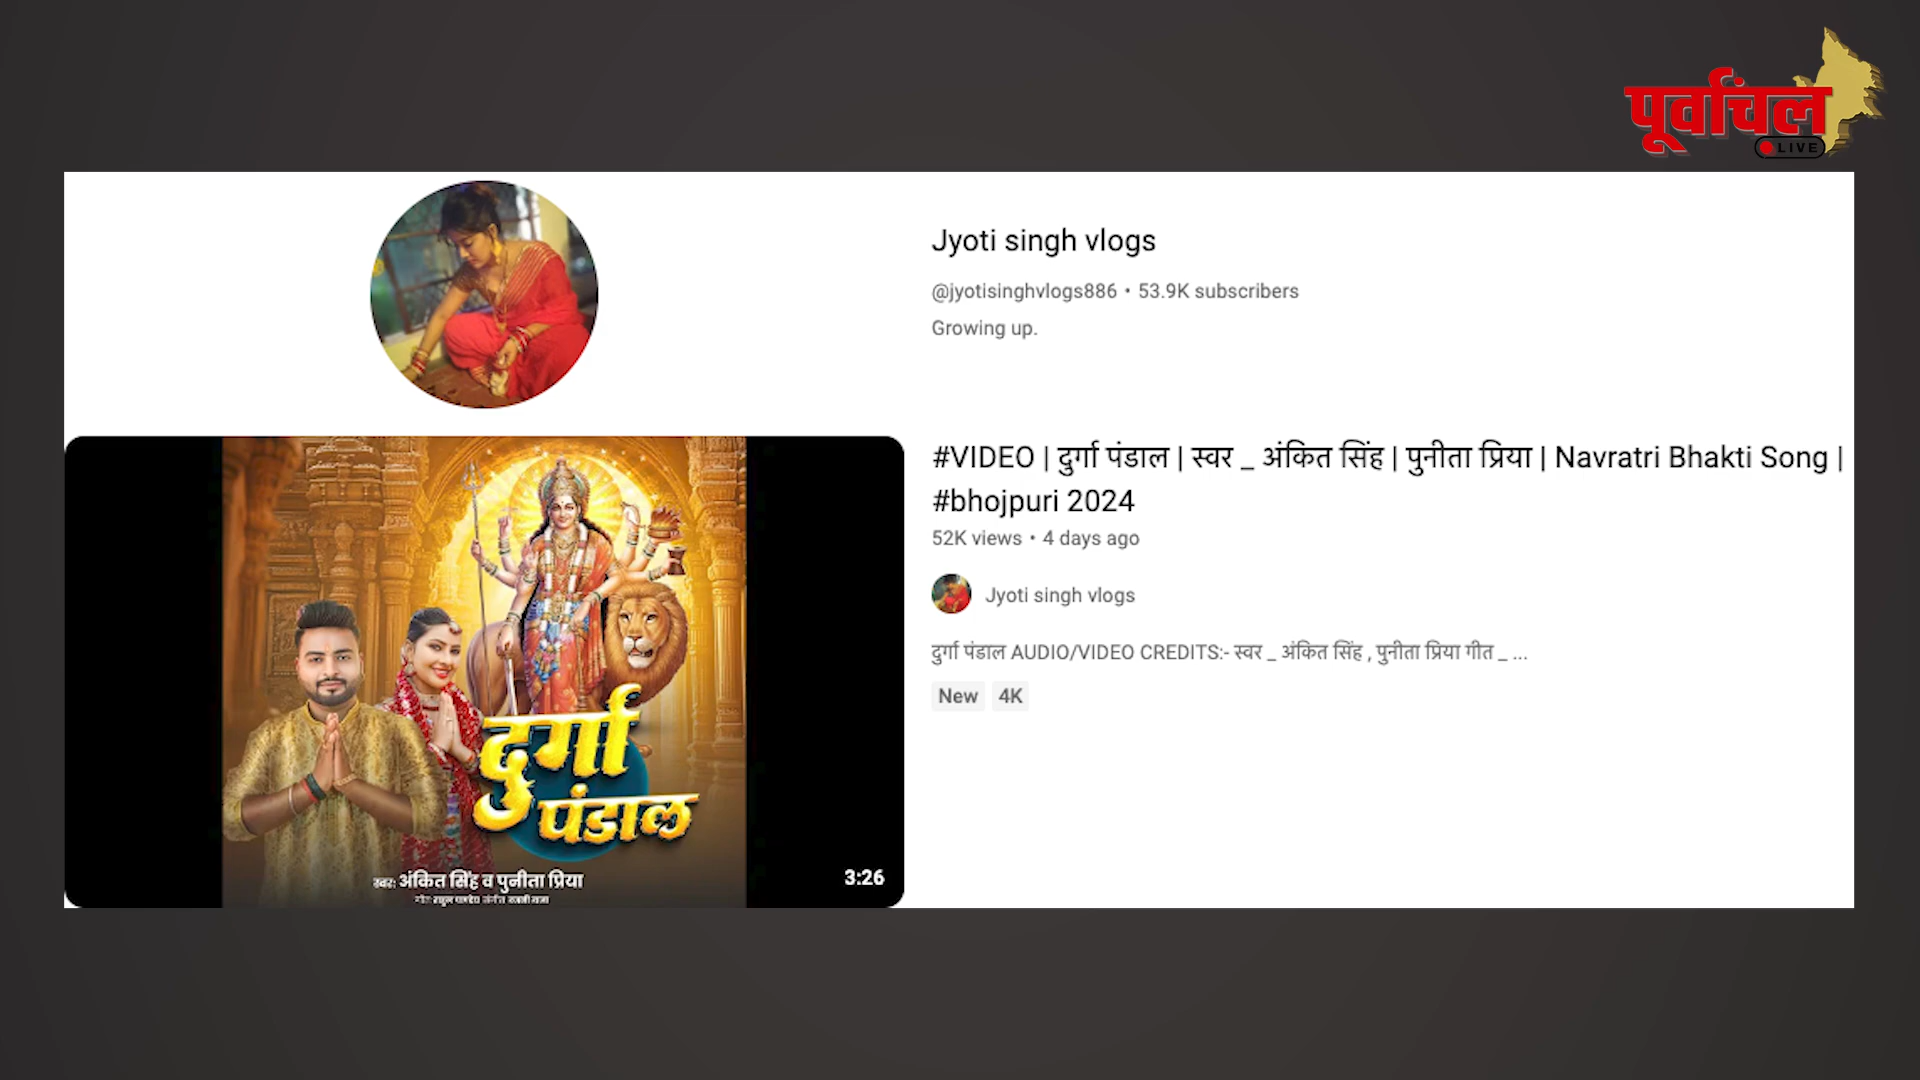 पूर्वांचल
LIVE
Jyoti singh vlogs
@jyotisinghvlogs886 • 53.9K subscribers
Growing up.
#VIDEO | दुर्गा पंडाल | स्वर _ अंकित सिंह | पुनीता प्रिया | Navratri Bhakti Song |
#bhojpuri 2024
52K views • 4 days ago
Jyoti singh vlogs
दुर्गा पंडाल AUDIO/VIDEO CREDITS:- स्वर _ अंकित सिंह , पुनीता प्रिया गीत _ ...
New 4K
दुर्गा
पंडाल
स्वर: अंकित सिंह व पुनीता प्रिया
3:26